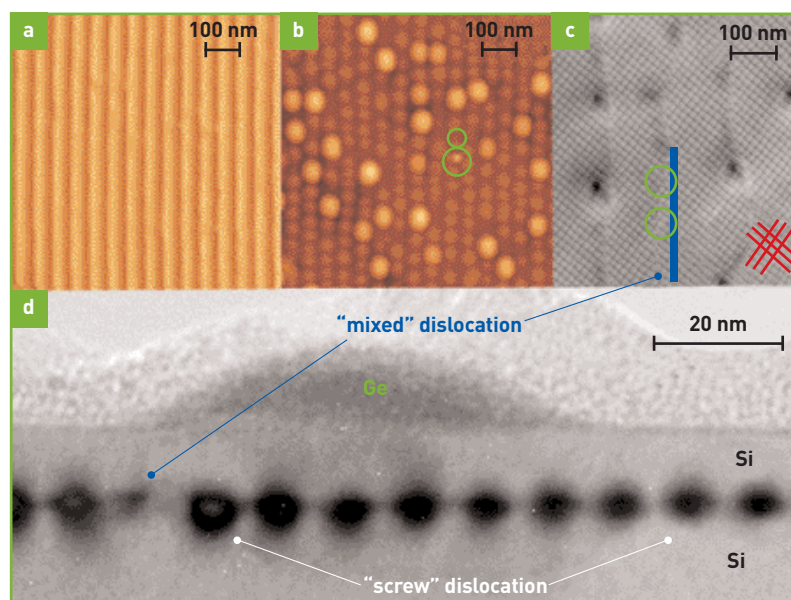 a
100 nm
b
100 nm
c
100 nm
d
“mixed” dislocation
20 nm
Ge
Si
Si
“screw” dislocation